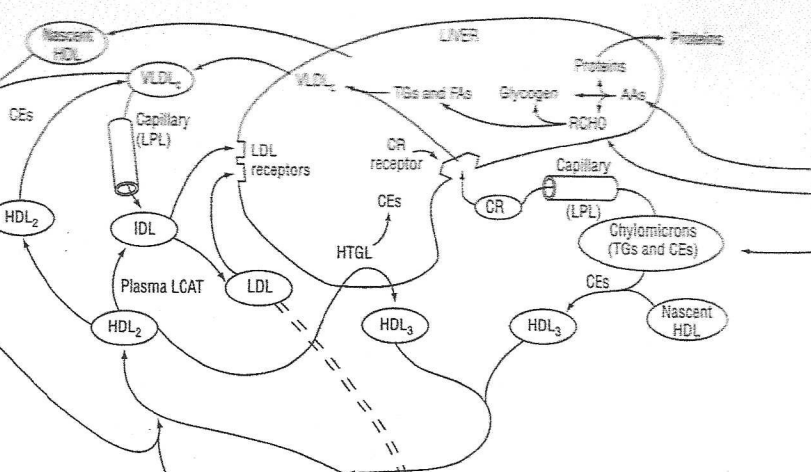 Nascent
HDL
LIVER
Proteins
VLDL
Proteins
VLDL
TGs and FAs
Glycogen
AAs
CEs
RCHO
Capillary
(LPL)
LDL
receptors
CR
receptor
Capillary
(LPL)
CEs
CR
HDL₂
IDL
HTGL
Chylomicrons
(TGs and CEs)
Plasma LCAT
LDL
CEs
HDL₂
HDL₃
HDL₃
Nascent
HDL